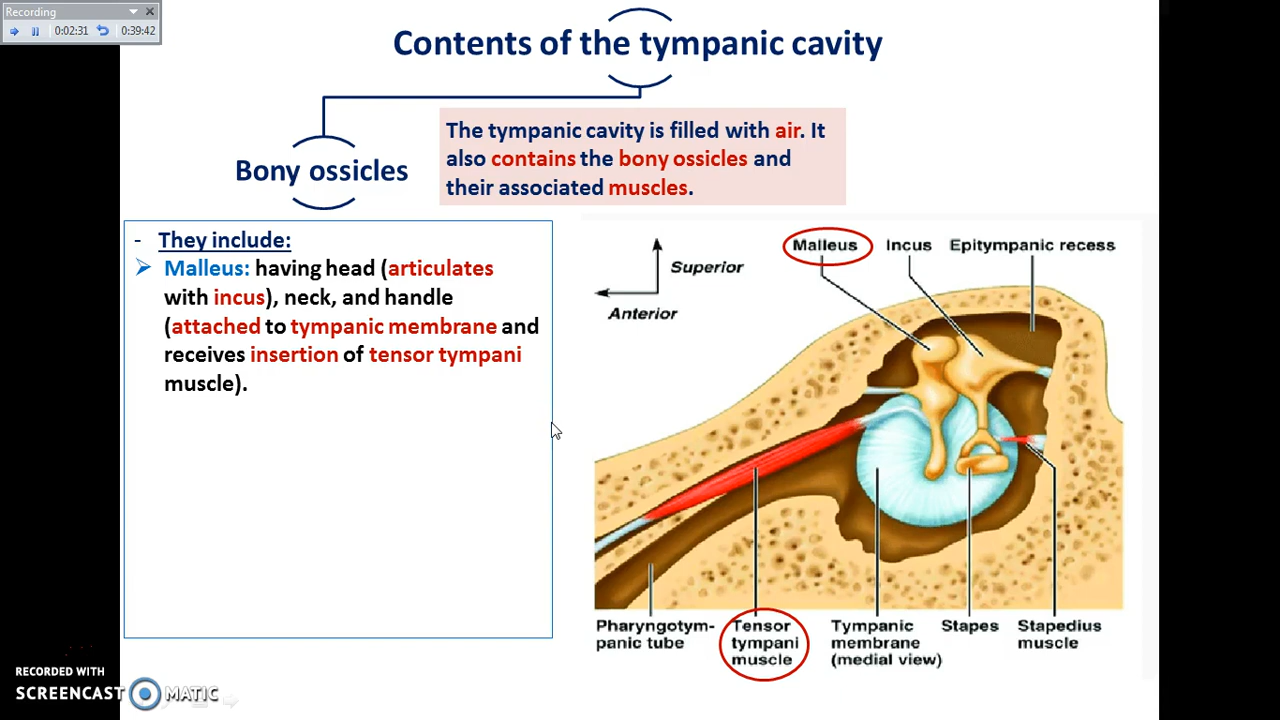 Recording
0:02:31
0:39:42
Contents of the tympanic cavity
Bony ossicles
The tympanic cavity is filled with air. It
also contains the bony ossicles and
their associated muscles.
- They include:
➢ Malleus: having head (articulates
with incus), neck, and handle
(attached to tympanic membrane and
receives insertion of tensor tympani
muscle).
Superior
Anterior
Malleus
Incus
Epitympanic recess
Pharyngotym-
panic tube
Tensor
tympani
muscle
Tympanic
membrane
(medial view)
Stapes
Stapedius
muscle
RECORDED WITH
SCREENCAST MATIC